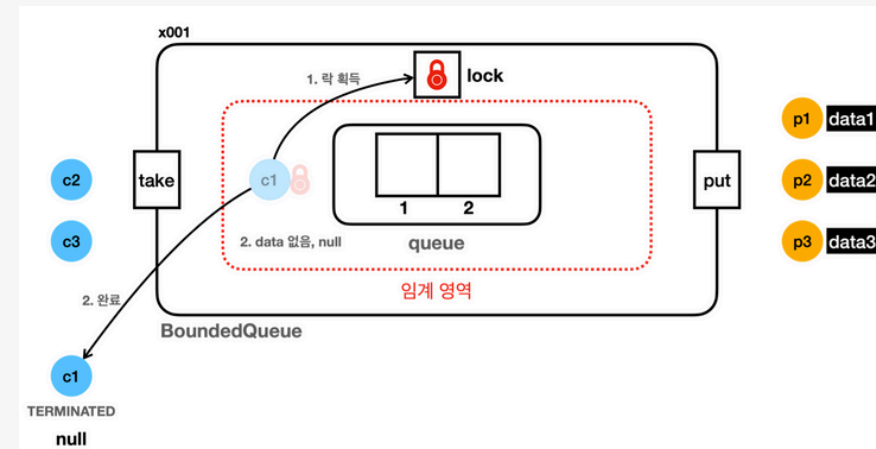 x001
1. 락 획득
lock
p1 data1
c2
take
c1
p2 data2
put
1 2
c3
2. data 없음, null
queue
p3 data3
임계 영역
2. 완료
BoundedQueue
c1
TERMINATED
null